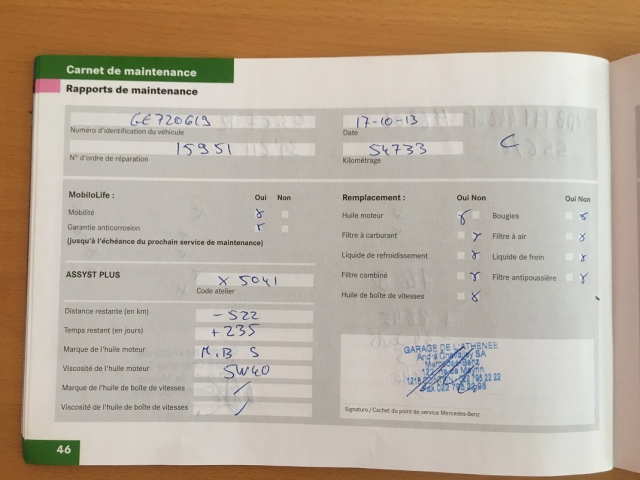 Carnet de maintenance
Rapports de maintenance
GE720619
Numéro d'identification du véhicule
17-10-13
Date
15951
N° d'ordre de réparation
54733
Kilométrage
C
MobiloLife :
Oui Non
Mobilité
Garantie anticorrosion
(jusqu'à l'échéance du prochain service de maintenance)
ASSYST PLUS
X 5041
Code atelier
Distance restante (en km)
- 522
Temps restant (en jours)
+ 235
Marque de l'huile moteur
M.B S
Viscosité de l'huile moteur
5W40
Marque de l'huile de boîte de vitesses
Viscosité de l'huile de boîte de vitesses
Remplacement :
Oui Non
Oui Non
Huile moteur
Bougies
Filtre à carburant
Filtre à air
Liquide de refroidissement
Liquide de frein
Filtre combiné
Filtre antipoussière
Huile de boîte de vitesses
GARAGE DE L'ATHENEE
André Chevalley SA
Mercedes-Benz
Signature / Cachet du point de service Mercedes-Benz
46